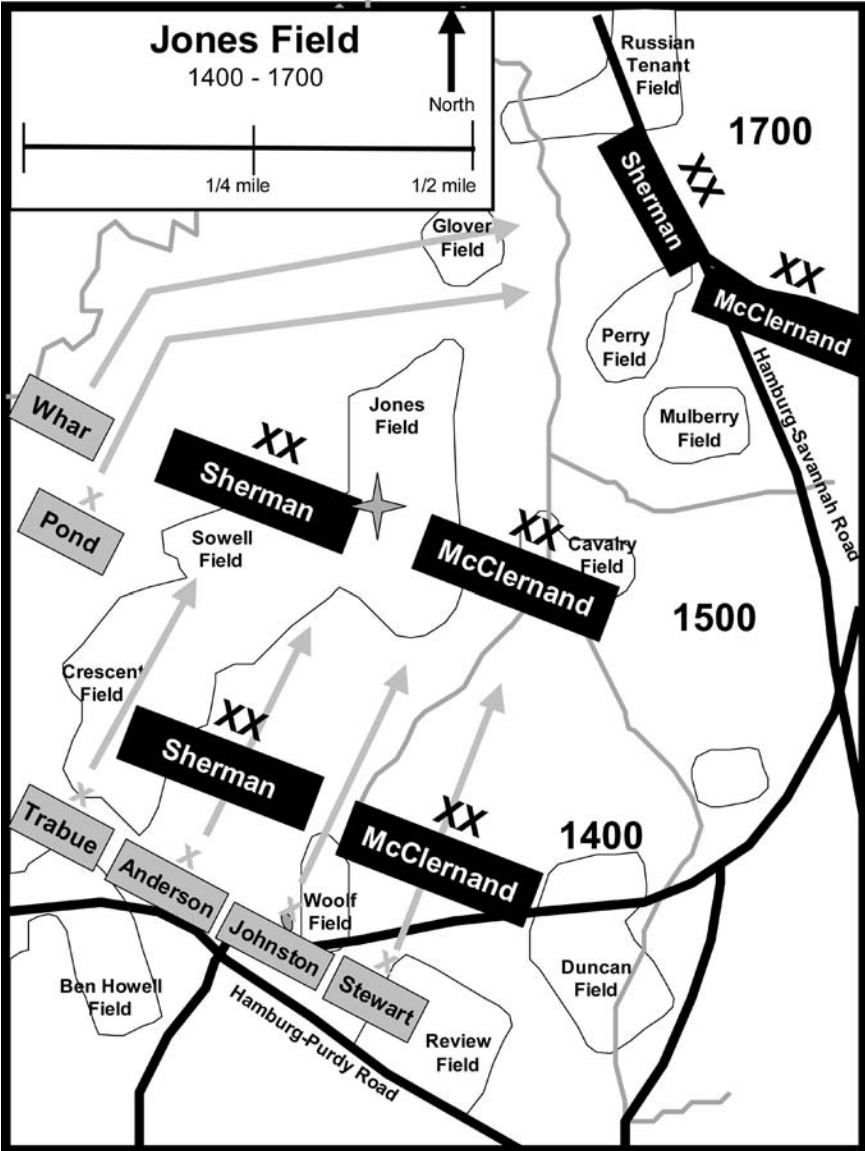 Jones Field
1400 - 1700
North
1/4 mile
1/2 mile
Russian
Tenant
Field
1700
Sherman
XX
XX
McClernand
Glover
Field
Perry
Field
Mulberry
Field
Hamburg-Savannah Road
Whar
Jones
Field
XX
Sherman
X
Pond
Sowell
Field
XX
McClernand
Cavalry
Field
1500
Crescent
Field
XX
Sherman
XX
McClernand
1400
X
Trabue
X
Anderson
X
Johnston
Woolf
Field
X
Stewart
Duncan
Field
Ben Howell
Field
Hamburg-Purdy Road
Review
Field